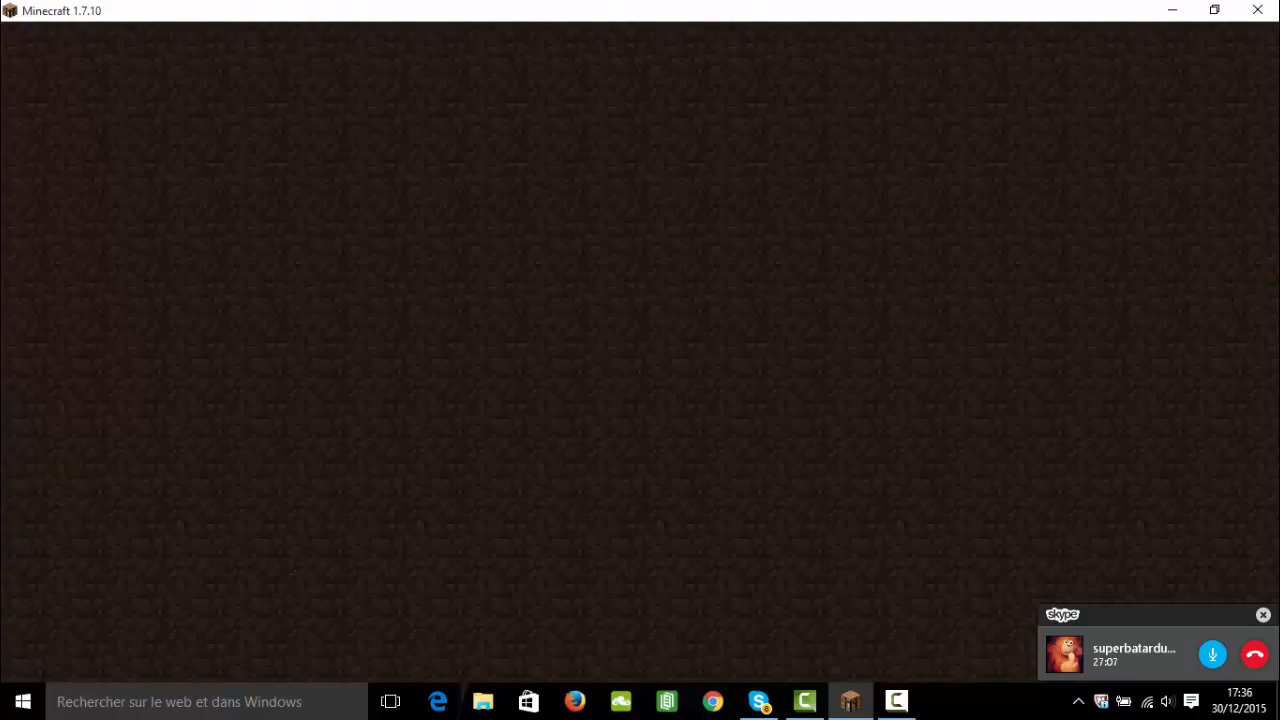 Minecraft 1.7.10
skype
superbatardu...
27:07
Rechercher sur le web et dans Windows
17:36
30/12/2015